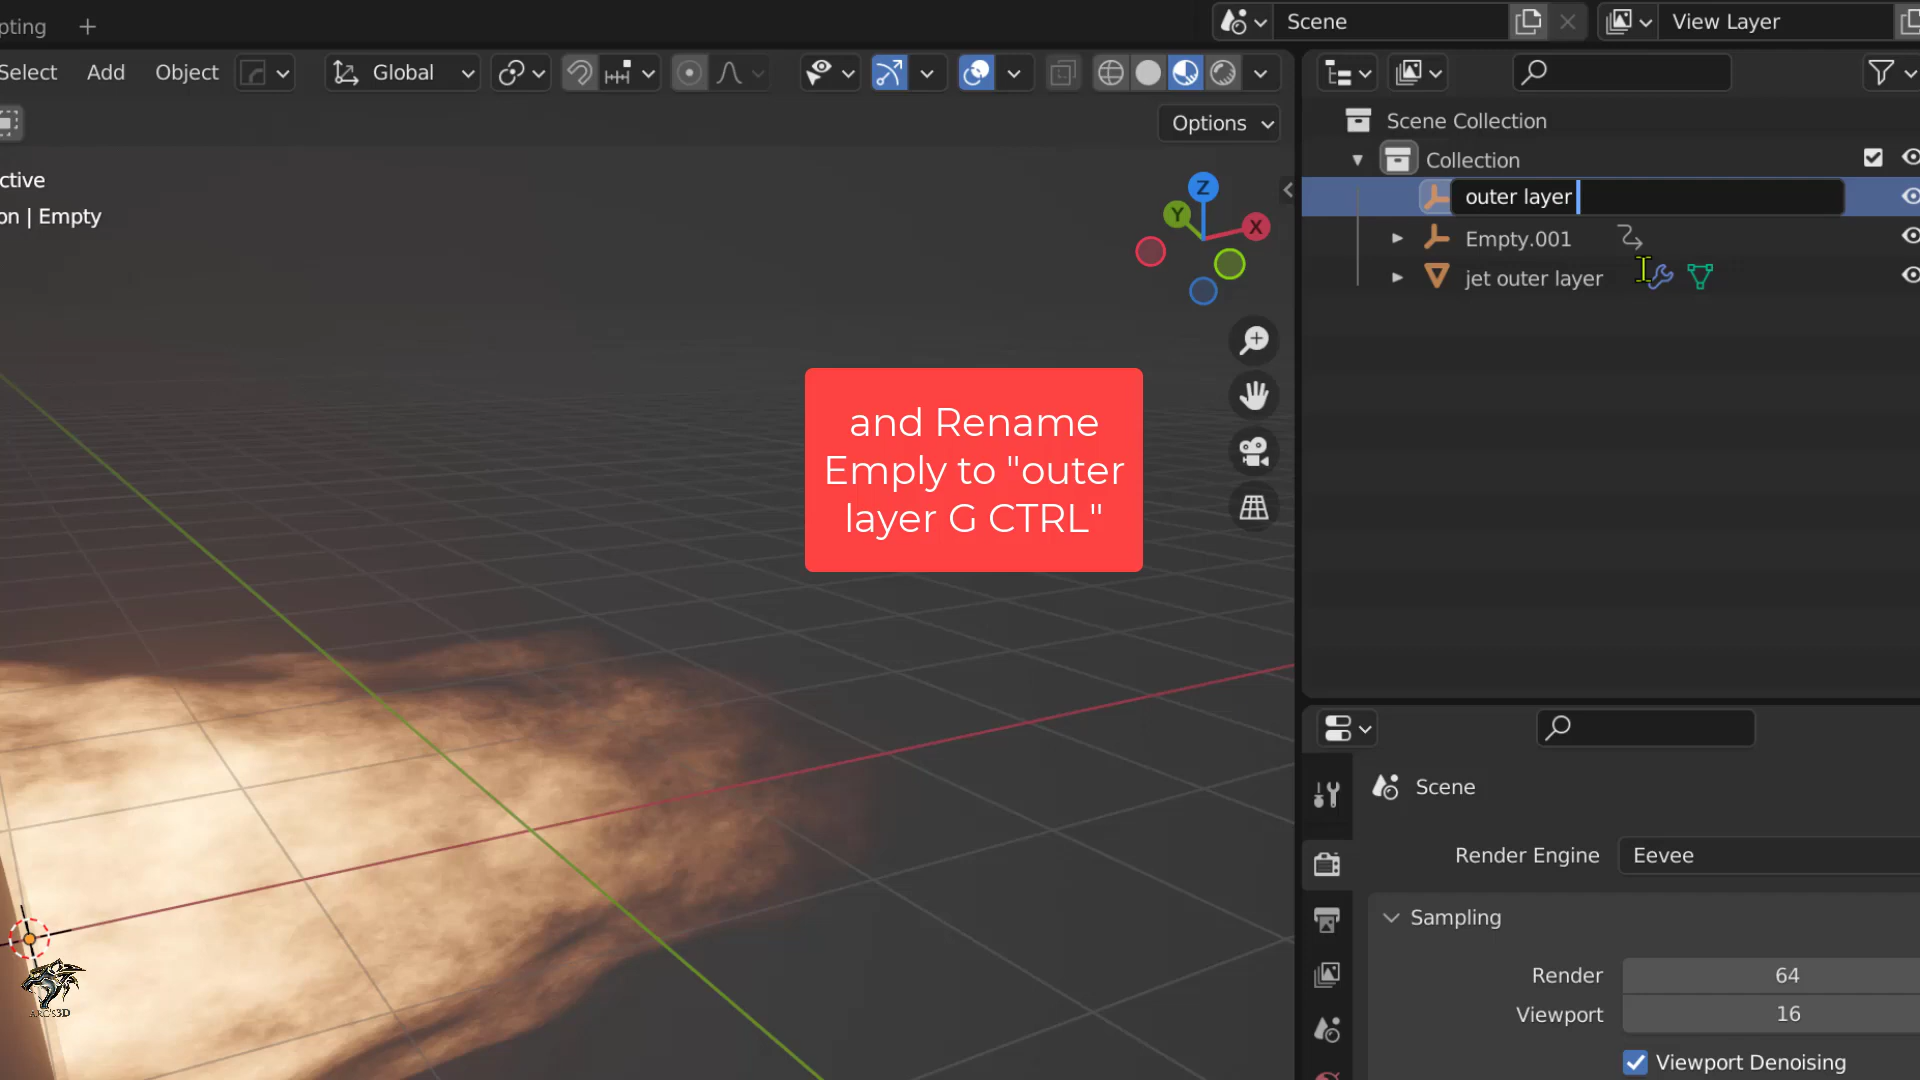 pting +
Scene
View Layer
Select Add Object
Global
Options
ctive
on | Empty
Z
Y
X
Scene Collection
Collection
outer layer
Empty.001
jet outer layer
and Rename
Emply to "outer
layer G CTRL"
Scene
Render Engine Eevee
Sampling
Render 64
Viewport 16
Viewport Denoising
ARC'S3D